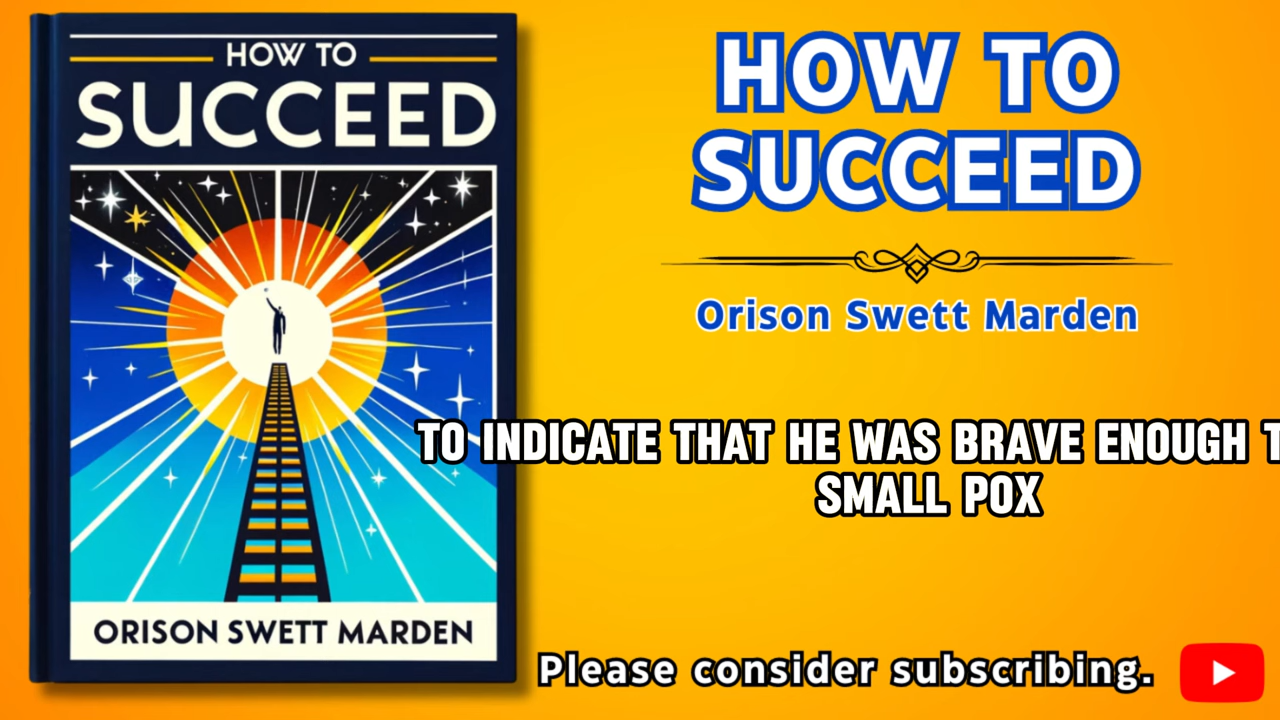 HOW TO
SUCCEED
ORISON SWETT MARDEN
HOW TO
SUCCEED
Orison Swett Marden
TO INDICATE THAT HE WAS BRAVE ENOUGH
SMALL POX
Please consider subscribing.